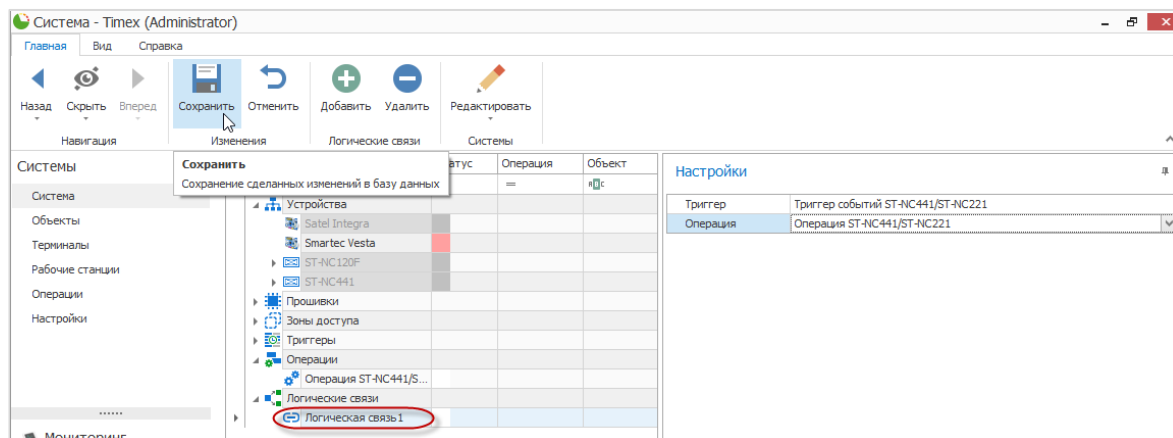 Система - Timex (Administrator)
Главная Вид Справка
Назад Скрыть Вперед Сохранить Отменить Добавить Удалить Редактировать
Навигация Изменения Логические связи Системы
Системы
Система
Объекты
Терминалы
Рабочие станции
Операции
Настройки
Мониторинг
Сохранить
Сохранение сделанных изменений в базу данных
атус Операция Объект
=
Устройства
Satel Integra
Smartec Vesta
ST-NC120F
ST-NC441
Прошивки
Зоны доступа
Триггеры
Операции
Операция ST-NC441/S...
Логические связи
Логическая связь1
Настройки
Триггер Триггер событий ST-NC441/ST-NC221
Операция Операция ST-NC441/ST-NC221